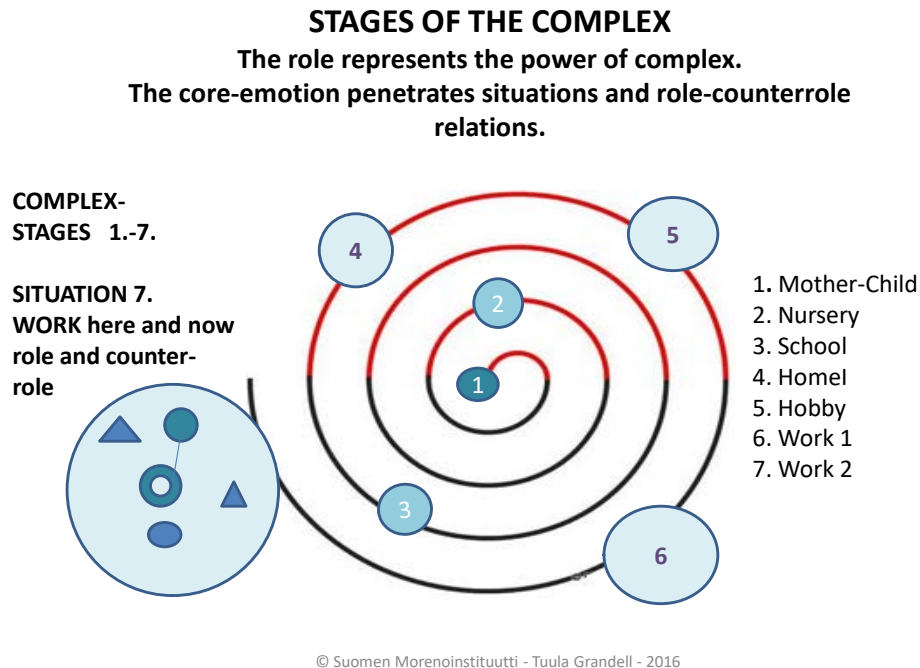 STAGES OF THE COMPLEX
The role represents the power of complex.
The core-emotion penetrates situations and role-counterrole
relations.
COMPLEX-
STAGES 1.-7.
SITUATION 7.
WORK here and now
role and counter-
role
4
5
2
1
3
6
1. Mother-Child
2. Nursery
3. School
4. Homel
5. Hobby
6. Work 1
7. Work 2
© Suomen Morenoinstituutti - Tuula Grandell - 2016